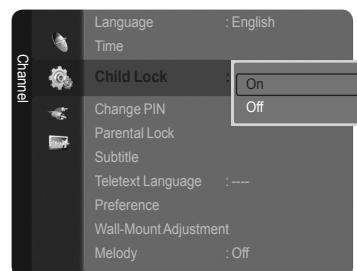 Channel
Language : English
Time
Child Lock :
On
Off
Change PIN
Parental Lock
Subtitle
Teletext Language : ----
Preference
Wall-Mount Adjustment
Melody : Off